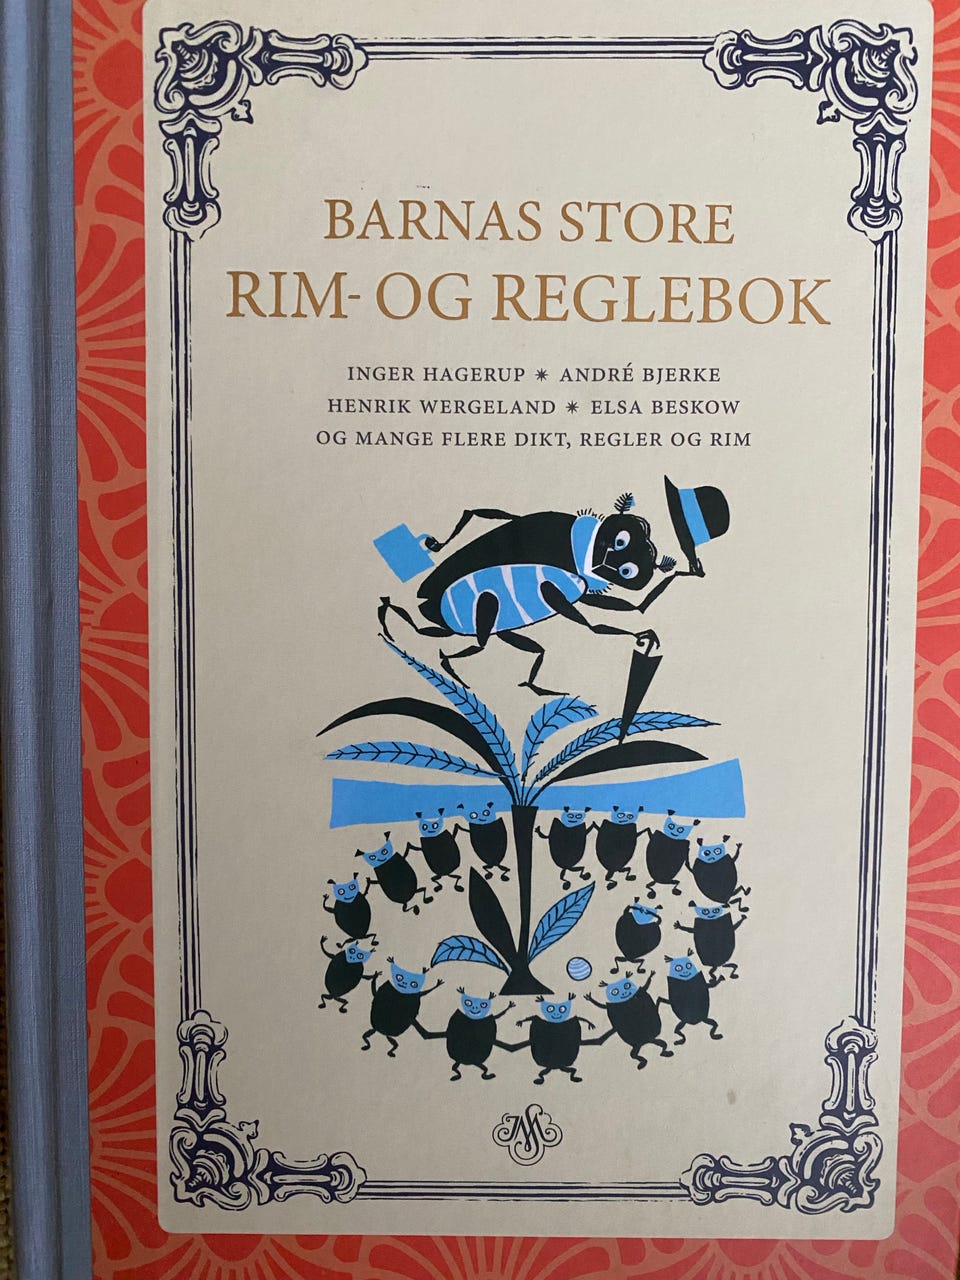 BARNAS STORE
RIM- OG REGLEBOK
INGER HAGERUP ✴ ANDRÉ BJERKE
HENRIK WERGELAND ✴ ELSA BESKOW
OG MANGE FLERE DIKT, REGLER OG RIM